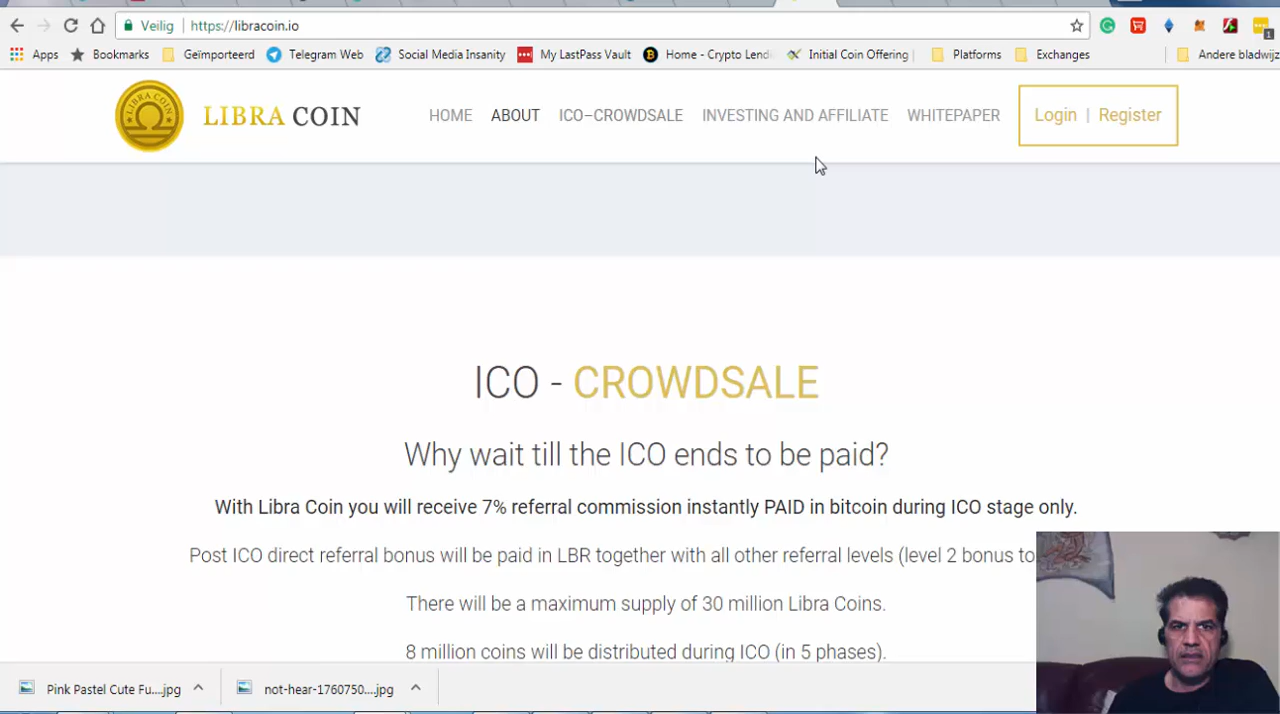 Veilig https://libracoin.io
Apps Bookmarks Geïmporteerd Telegram Web Social Media Insanity My LastPass Vault Home - Crypto Lendi Initial Coin Offering | Platforms Exchanges Andere bladwijz
LIBRA COIN
LIBRA COIN HOME ABOUT ICO-CROWDSALE INVESTING AND AFFILIATE WHITEPAPER Login | Register
ICO - CROWDSALE
Why wait till the ICO ends to be paid?
With Libra Coin you will receive 7% referral commission instantly PAID in bitcoin during ICO stage only.
Post ICO direct referral bonus will be paid in LBR together with all other referral levels (level 2 bonus to
There will be a maximum supply of 30 million Libra Coins.
8 million coins will be distributed during ICO (in 5 phases).
Pink Pastel Cute Fu....jpg not-hear-1760750....jpg